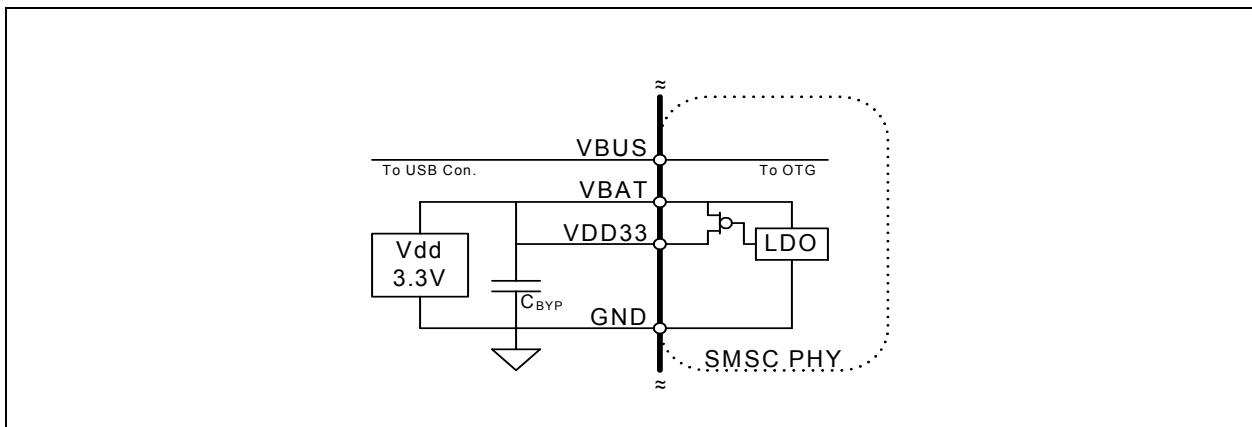 VBUS
To USB Con.
To OTG
VBAT
VDD33
Vdd
3.3V
LDO
CBYP
GND
SMSC PHY